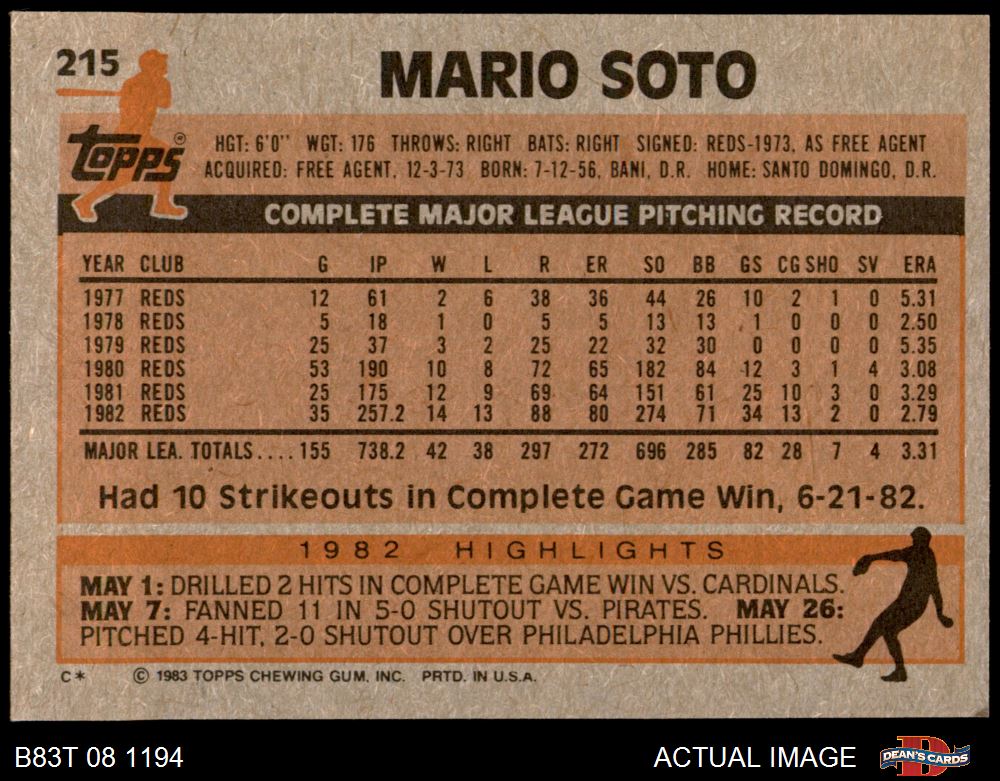 215
MARIO SOTO
topps®
HGT: 6'0" WGT: 176 THROWS: RIGHT BATS: RIGHT SIGNED: REDS-1973, AS FREE AGENT
ACQUIRED: FREE AGENT, 12-3-73 BORN: 7-12-56, BANI, D.R. HOME: SANTO DOMINGO, D.R.
COMPLETE MAJOR LEAGUE PITCHING RECORD
YEAR CLUB G IP W L R ER SO BB GS CG SHO SV ERA
1977 REDS 12 61 2 6 38 36 44 26 10 2 1 0 5.31
1978 REDS 5 18 1 0 5 5 13 13 1 0 0 0 2.50
1979 REDS 25 37 3 2 25 22 32 30 0 0 0 0 5.35
1980 REDS 53 190 10 8 72 65 182 84 12 3 1 4 3.08
1981 REDS 25 175 12 9 69 64 151 61 25 10 3 0 3.29
1982 REDS 35 257.2 14 13 88 80 274 71 34 13 2 0 2.79
MAJOR LEA. TOTALS.... 155 738.2 42 38 297 272 696 285 82 28 7 4 3.31
Had 10 Strikeouts in Complete Game Win, 6-21-82.
1982 HIGHLIGHTS
MAY 1: DRILLED 2 HITS IN COMPLETE GAME WIN VS. CARDINALS.
MAY 7: FANNED 11 IN 5-0 SHUTOUT VS. PIRATES. MAY 26:
PITCHED 4-HIT, 2-0 SHUTOUT OVER PHILADELPHIA PHILLIES.
C* © 1983 TOPPS CHEWING GUM, INC. PRTD. IN U.S.A.
B83T 08 1194 ACTUAL IMAGE DEAN'S CARDS